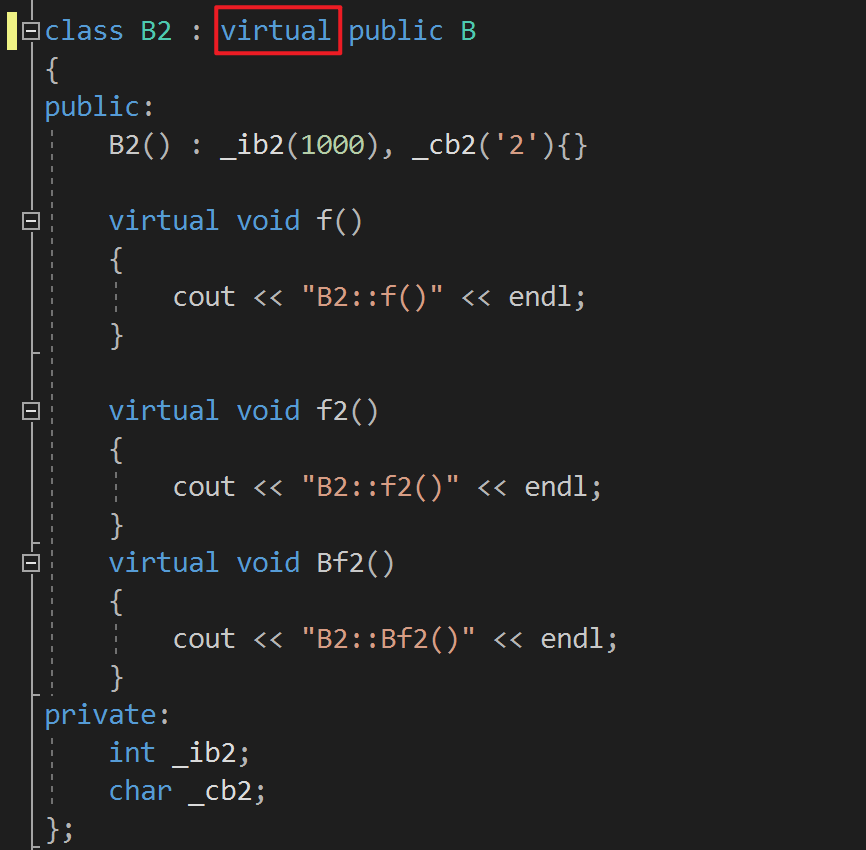 class B2 : virtual public B
{
public:
    B2() : _ib2(1000), _cb2('2'){}
    virtual void f()
    {
        cout << "B2::f()" << endl;
    }
    virtual void f2()
    {
        cout << "B2::f2()" << endl;
    }
    virtual void Bf2()
    {
        cout << "B2::Bf2()" << endl;
    }
private:
    int _ib2;
    char _cb2;
};